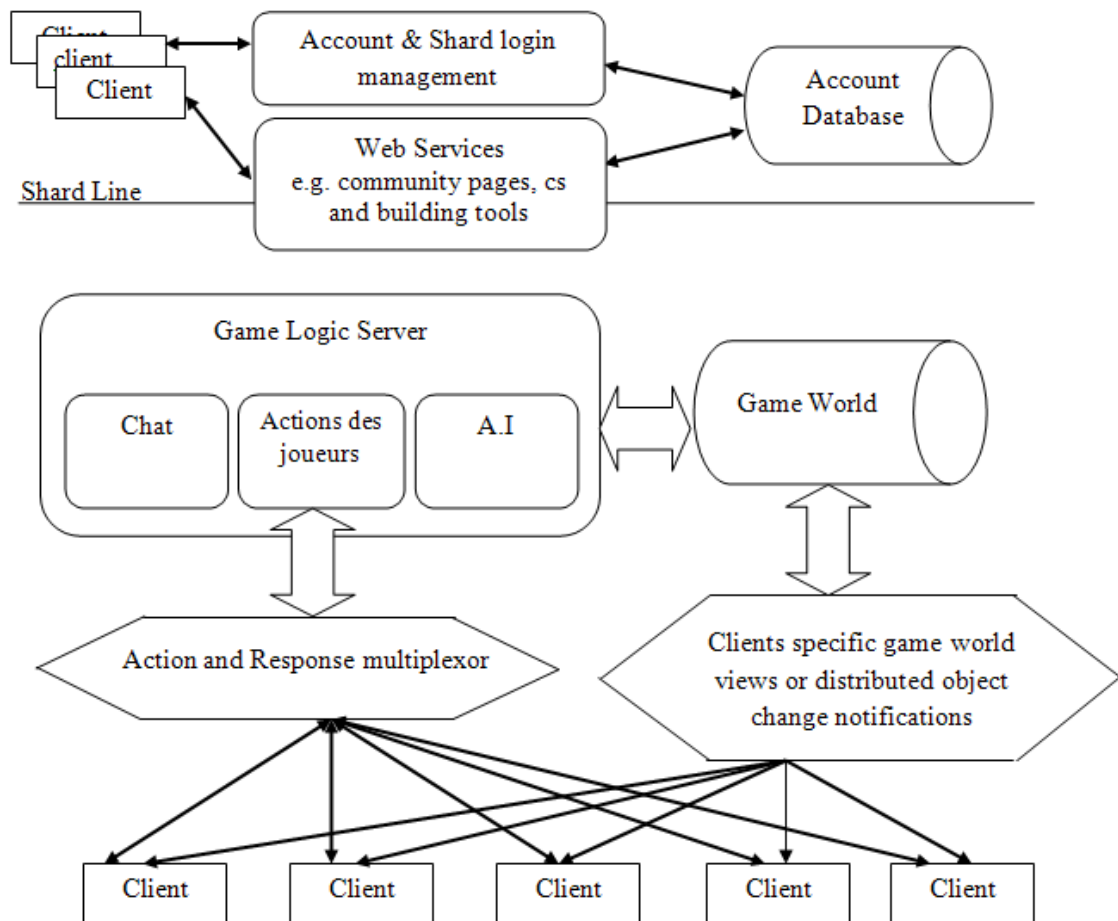 Client
client
Client
Account & Shard login
management
Account
Database
Web Services
e.g. community pages, cs
and building tools
Shard Line
Game Logic Server
Chat
Actions des
joueurs
A.I
Game World
Action and Response multiplexor
Clients specific game world
views or distributed object
change notifications
Client
Client
Client
Client
Client